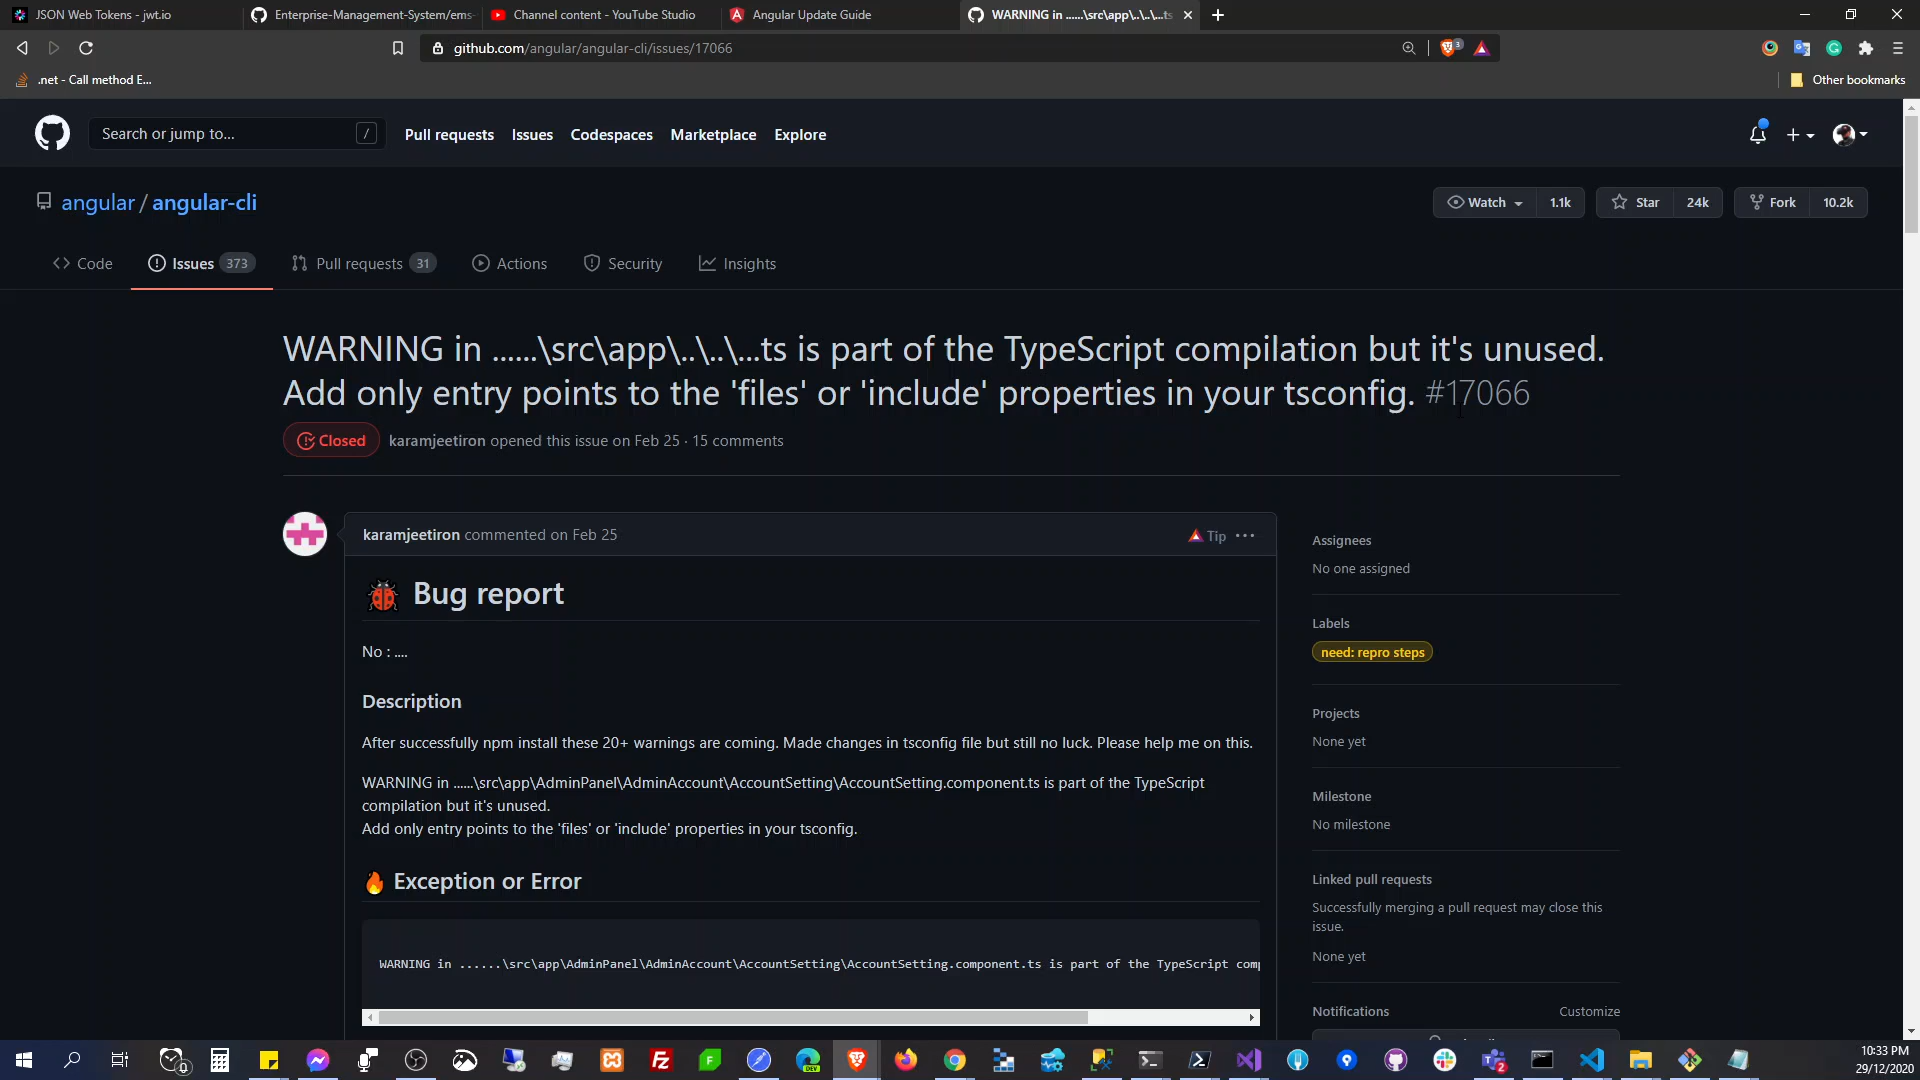 JSON Web Tokens - jwt.io
Enterprise-Management-System/ems-
Channel content - YouTube Studio
Angular Update Guide
WARNING in ......\src\app\..\..\...ts
github.com/angular/angular-cli/issues/17066
3
.net - Call method E...
Other bookmarks
Search or jump to...
/
Pull requests
Issues
Codespaces
Marketplace
Explore
angular / angular-cli
Watch 1.1k
Star 24k
Fork 10.2k
Code
Issues 373
Pull requests 31
Actions
Security
Insights
WARNING in ......\src\app\..\..\...ts is part of the TypeScript compilation but it's unused.
Add only entry points to the 'files' or 'include' properties in your tsconfig. #17066
Closed
karamjeetiron opened this issue on Feb 25 · 15 comments
karamjeetiron commented on Feb 25
Tip
Bug report
No : ....
Description
After successfully npm install these 20+ warnings are coming. Made changes in tsconfig file but still no luck. Please help me on this.
WARNING in ......\src\app\AdminPanel\AdminAccount\AccountSetting\AccountSetting.component.ts is part of the TypeScript
compilation but it's unused.
Add only entry points to the 'files' or 'include' properties in your tsconfig.
Exception or Error
WARNING in ......\src\app\AdminPanel\AdminAccount\AccountSetting\AccountSetting.component.ts is part of the TypeScript comp
Assignees
No one assigned
Labels
need: repro steps
Projects
None yet
Milestone
No milestone
Linked pull requests
Successfully merging a pull request may close this
issue.
None yet
Notifications
Customize
10:33 PM
29/12/2020